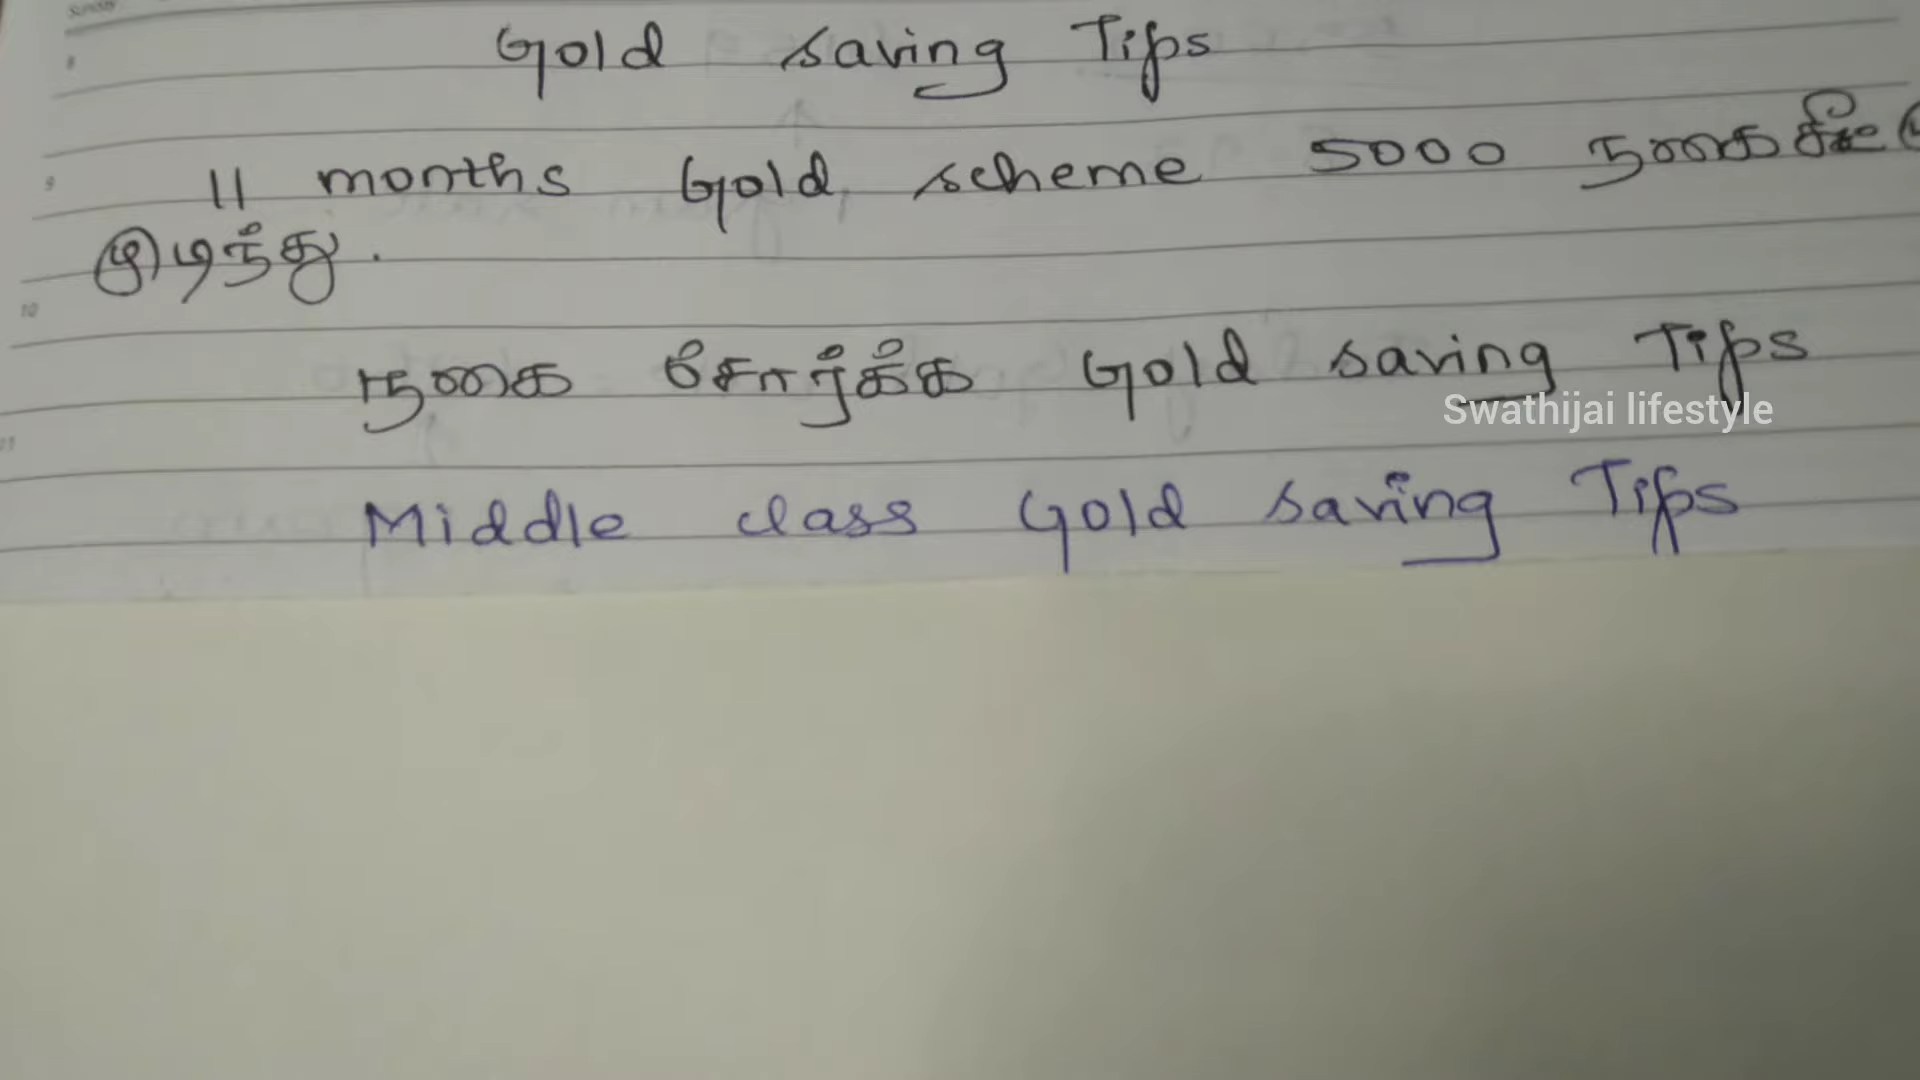 Gold saving Tips
11 months Gold scheme 5000 நகை
முடிந்து.
நகை சேர்க்க Gold saving Tips
Swathijai lifestyle
Middle class Gold saving Tips